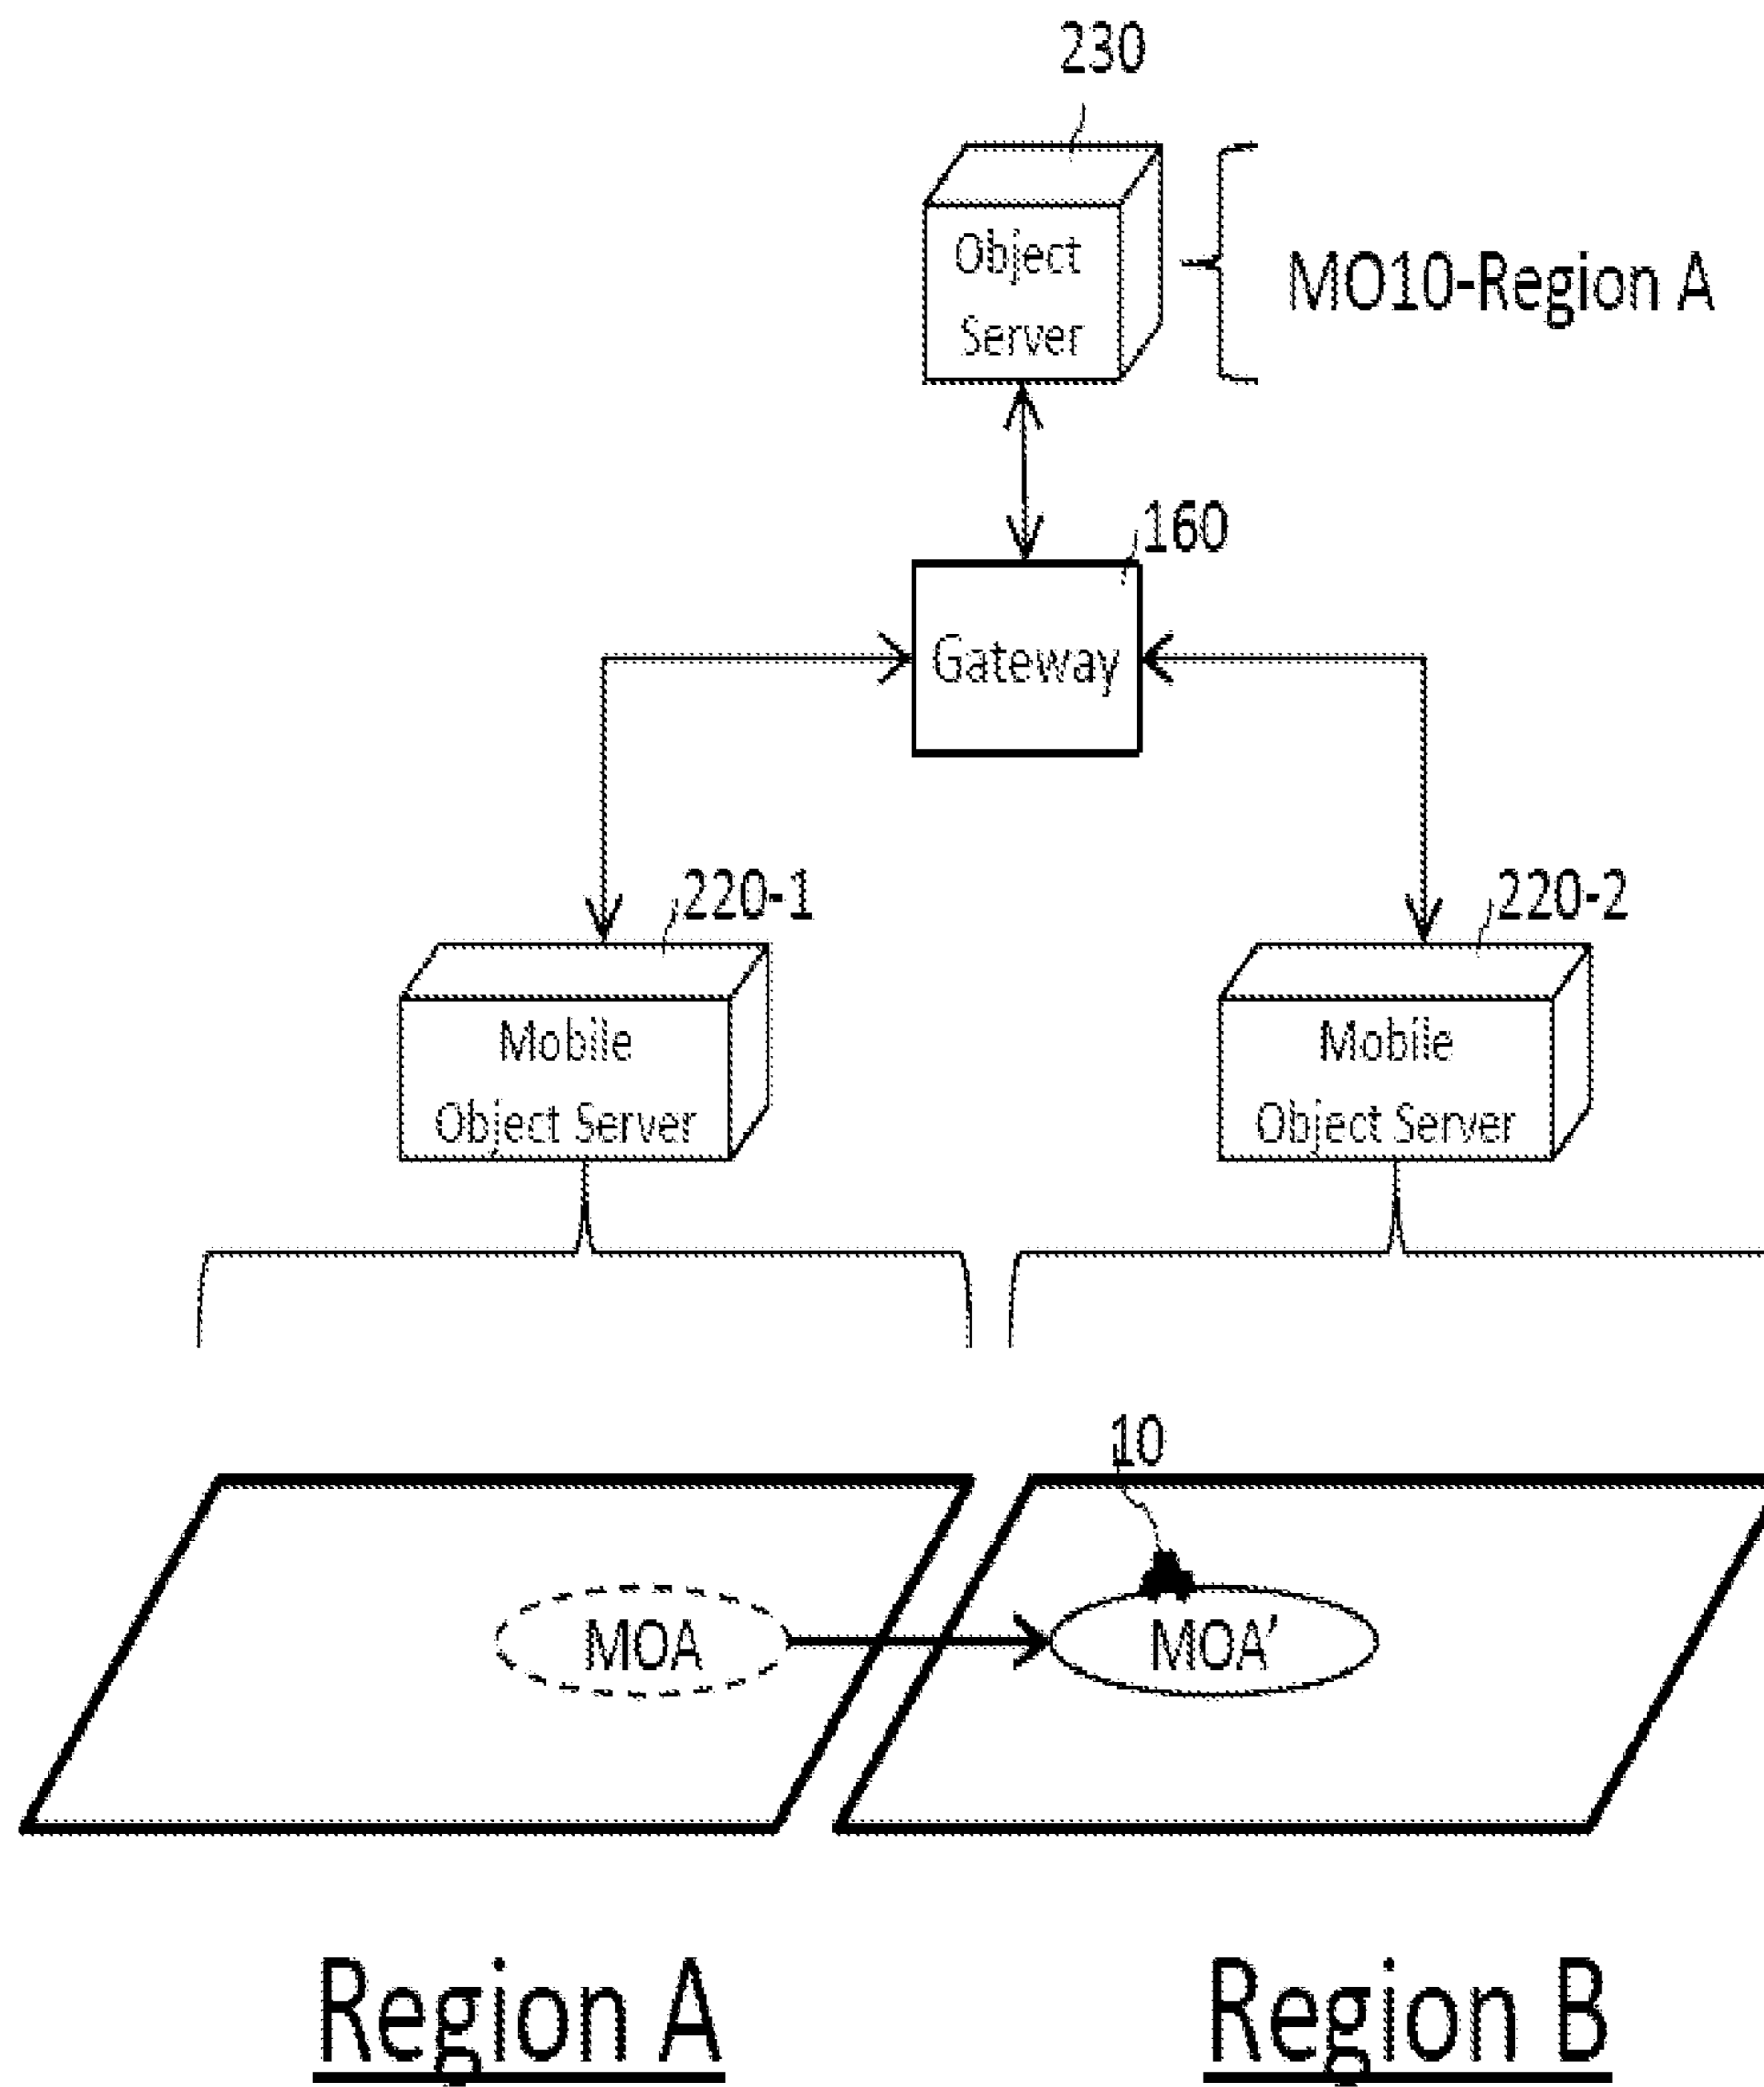 230
Object
Server
MO10-Region A
160
Gateway
220-1
220-2
Mobile
Object Server
Mobile
Object Server
10
MOA
MOA’
Region A
Region B